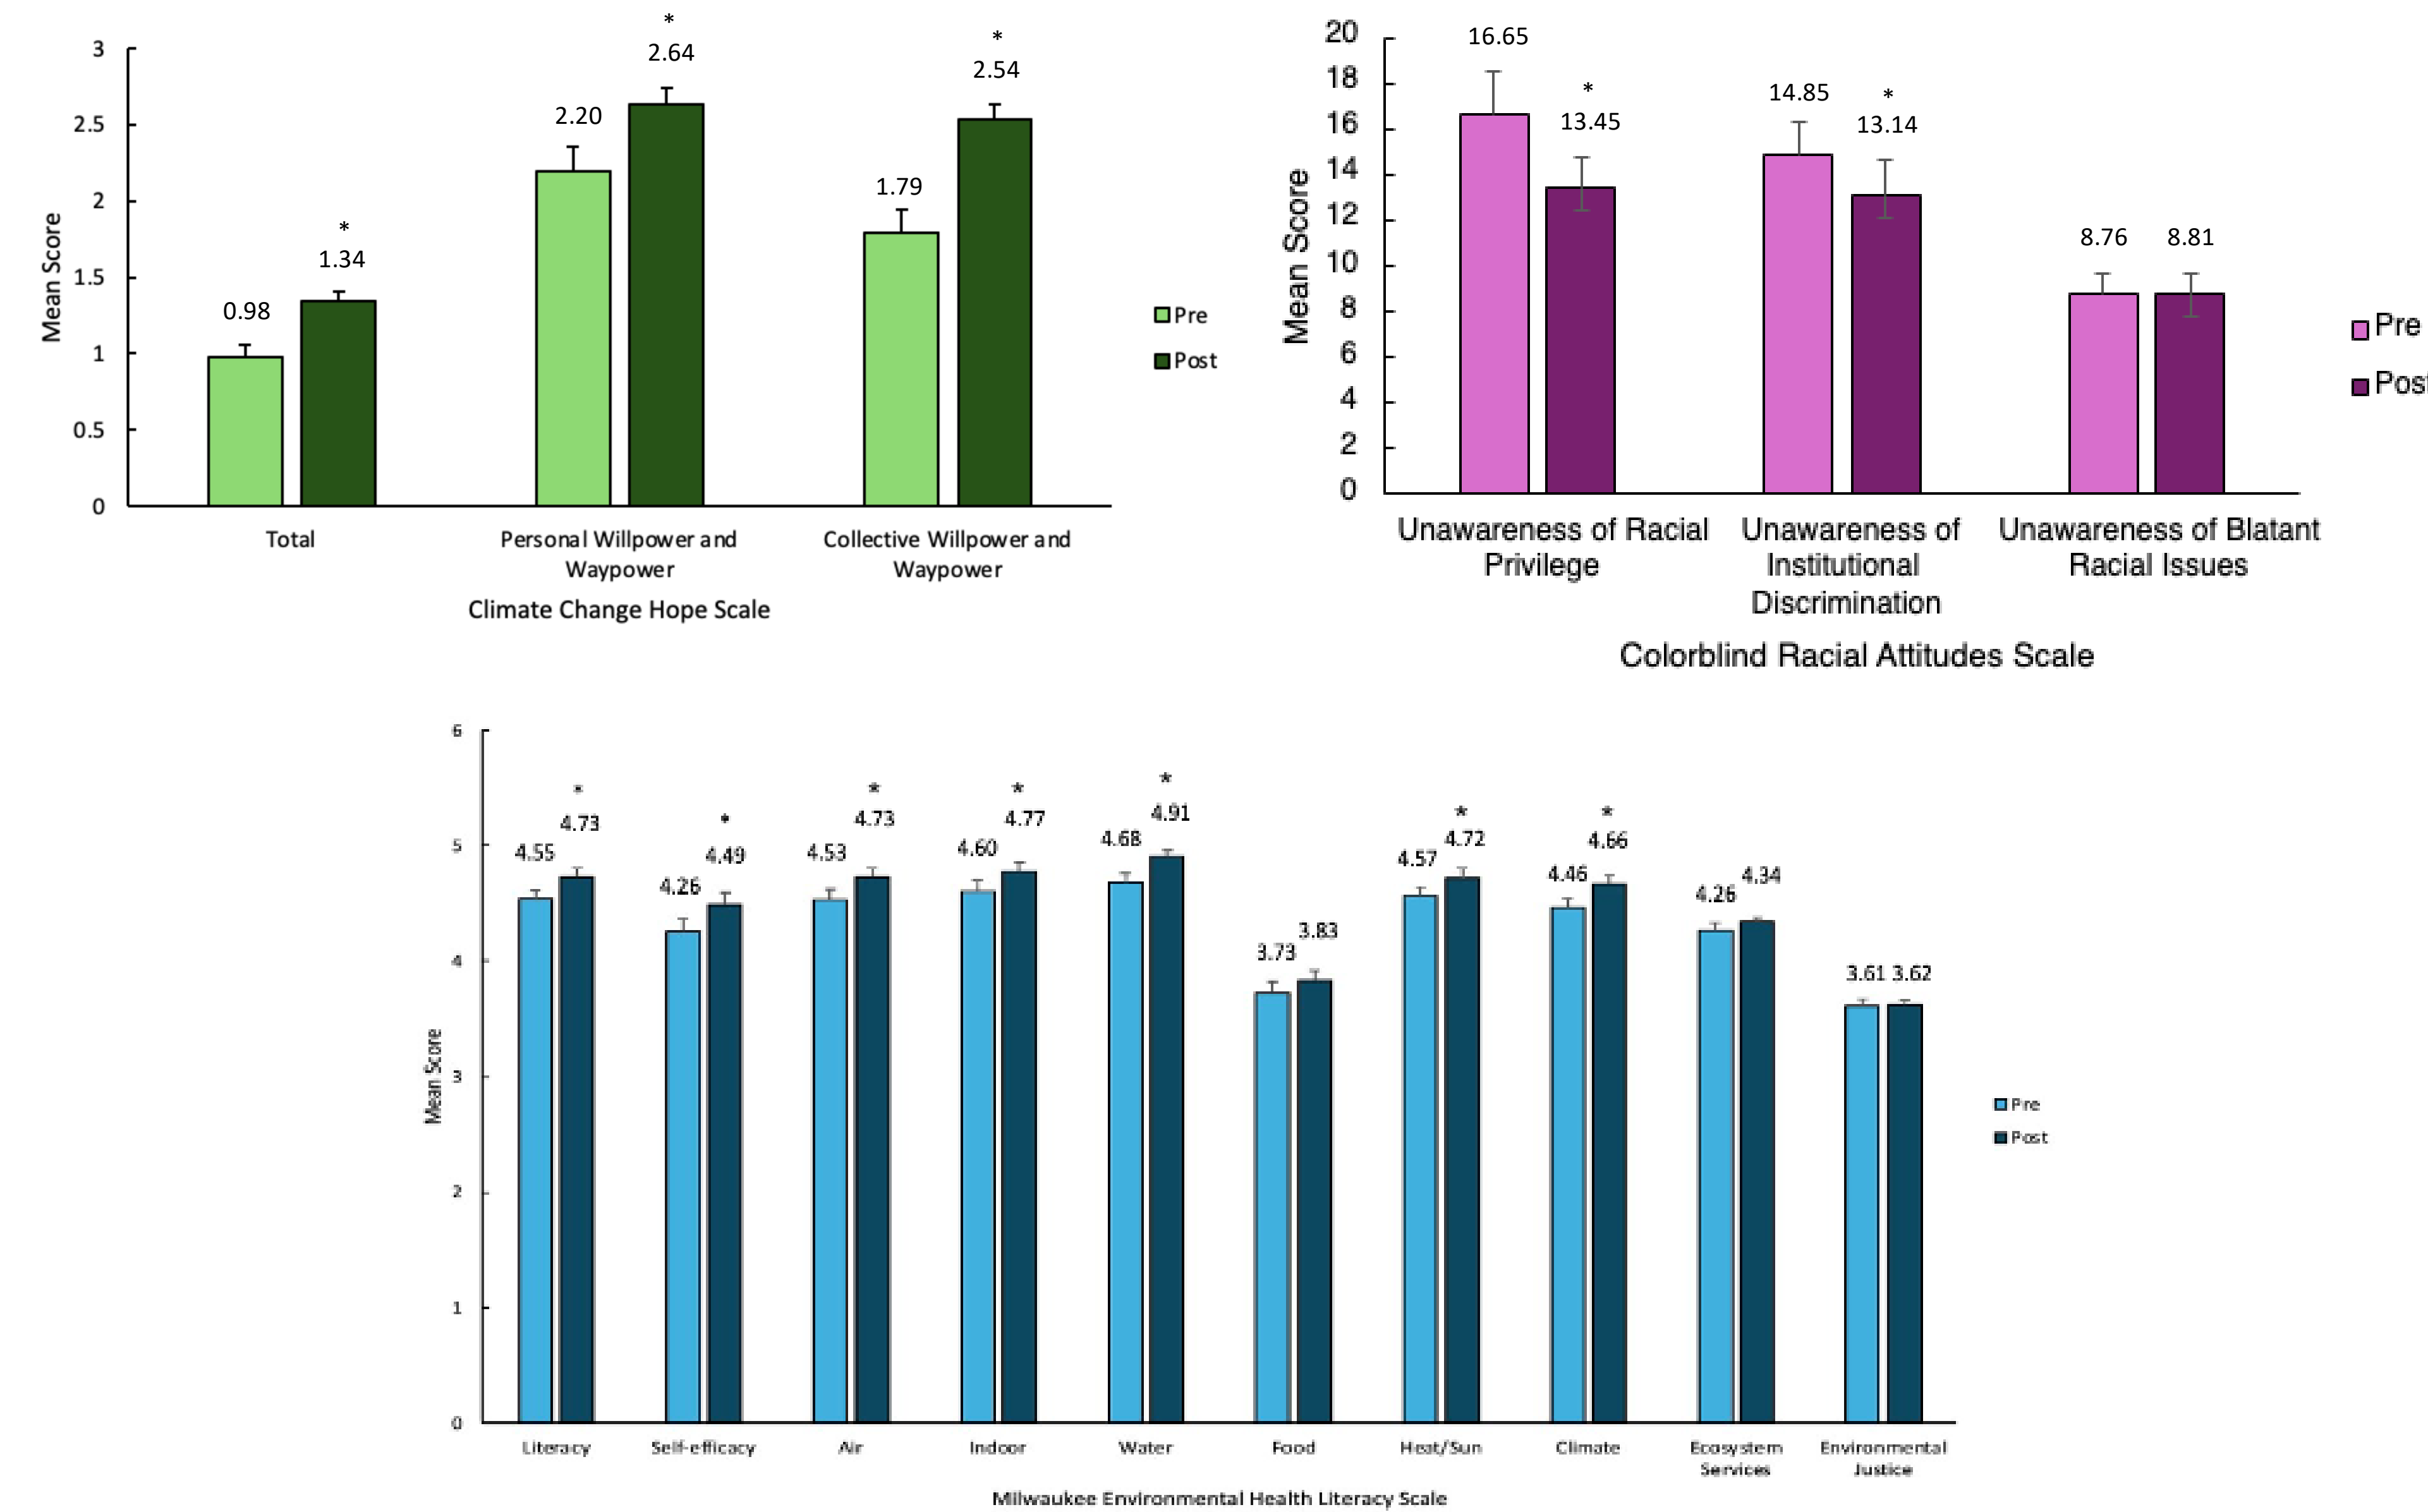 *
2.64
*
2.54
3
2.5
2
1.5
1
0.5
0
Mean Score
2.20
1.79
*
1.34
0.98
Pre
Post
Total
Personal Willpower and
Waypower
Collective Willpower and
Waypower
Climate Change Hope Scale
20
18
16
14
12
10
8
6
4
2
0
Mean Score
16.65
*
13.45
14.85
*
13.14
8.76
8.81
Pre
Post
Unawareness of Racial
Privilege
Unawareness of
Institutional
Discrimination
Unawareness of Blatant
Racial Issues
Colorblind Racial Attitudes Scale
6
5
4
3
2
1
0
Mean Score
*
4.55
4.73
*
4.26
4.49
*
4.53
4.73
*
4.60
4.77
*
4.68
4.91
3.73
3.83
*
4.57
4.72
*
4.46
4.66
4.26
4.34
3.61 3.62
Pre
Post
Literacy
Self-efficacy
Air
Indoor
Water
Food
Heat/Sun
Climate
Ecosystem
Services
Environmental
Justice
Milwaukee Environmental Health Literacy Scale